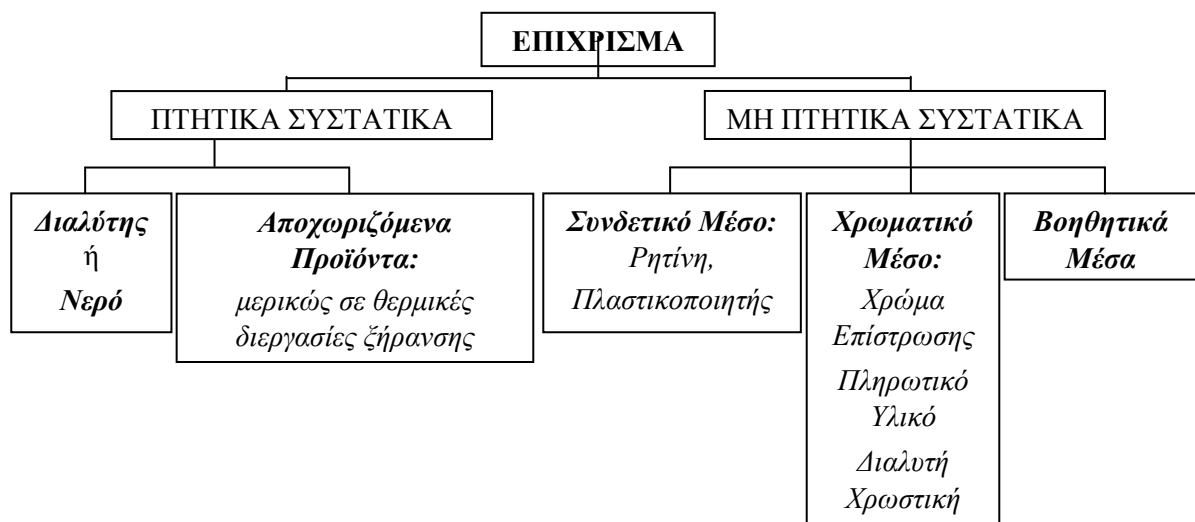 ΕΠΙΧΡΙΣΜΑ
ΠΤΗΤΙΚΑ ΣΥΣΤΑΤΙΚΑ
ΜΗ ΠΤΗΤΙΚΑ ΣΥΣΤΑΤΙΚΑ
Διαλύτης
ή
Νερό
Αποχωριζόμενα
Προϊόντα:
μερικώς σε θερμικές
διεργασίες ξήρανσης
Συνδετικό Μέσο:
Ρητίνη,
Πλαστικοποιητής
Χρωματικό
Μέσο:
Χρώμα
Επίστρωσης
Πληρωτικό
Υλικό
Διαλυτή
Χρωστική
Βοηθητικά
Μέσα